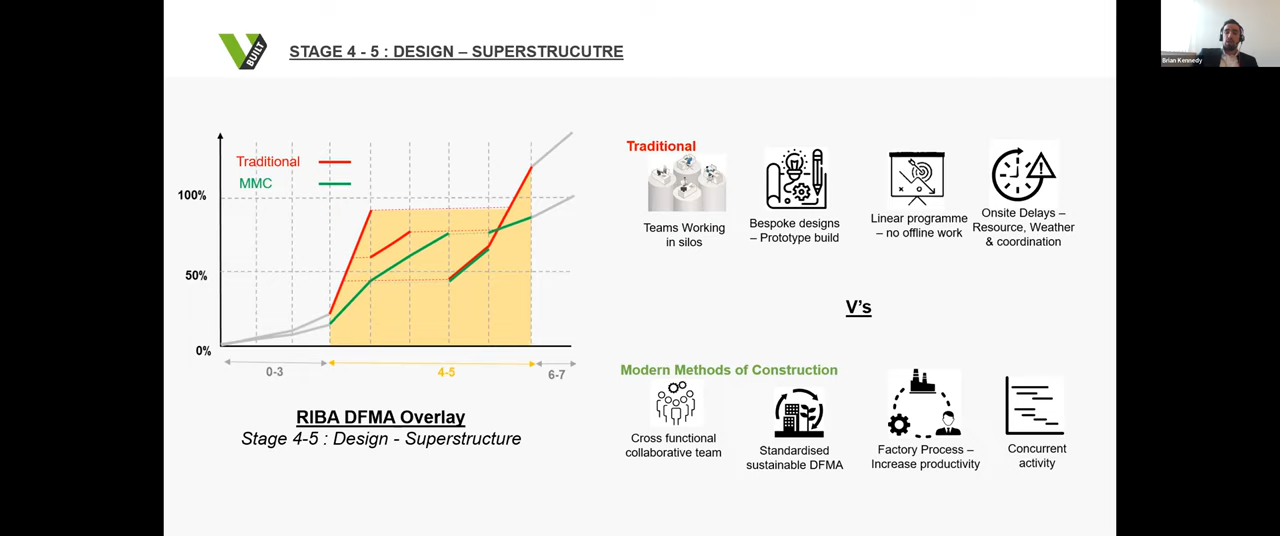 BUILT
STAGE 4 - 5 : DESIGN – SUPERSTRUCUTRE
Brian Kennedy
Traditional
MMC
100%
50%
0%
0-3
4-5
6-7
RIBA DFMA Overlay
Stage 4-5 : Design - Superstructure
Traditional
Teams Working
in silos
Bespoke designs
– Prototype build
Linear programme
– no offline work
Onsite Delays –
Resource, Weather
& coordination
V's
Modern Methods of Construction
Cross functional
collaborative team
Standardised
sustainable DFMA
Factory Process –
Increase productivity
Concurrent
activity